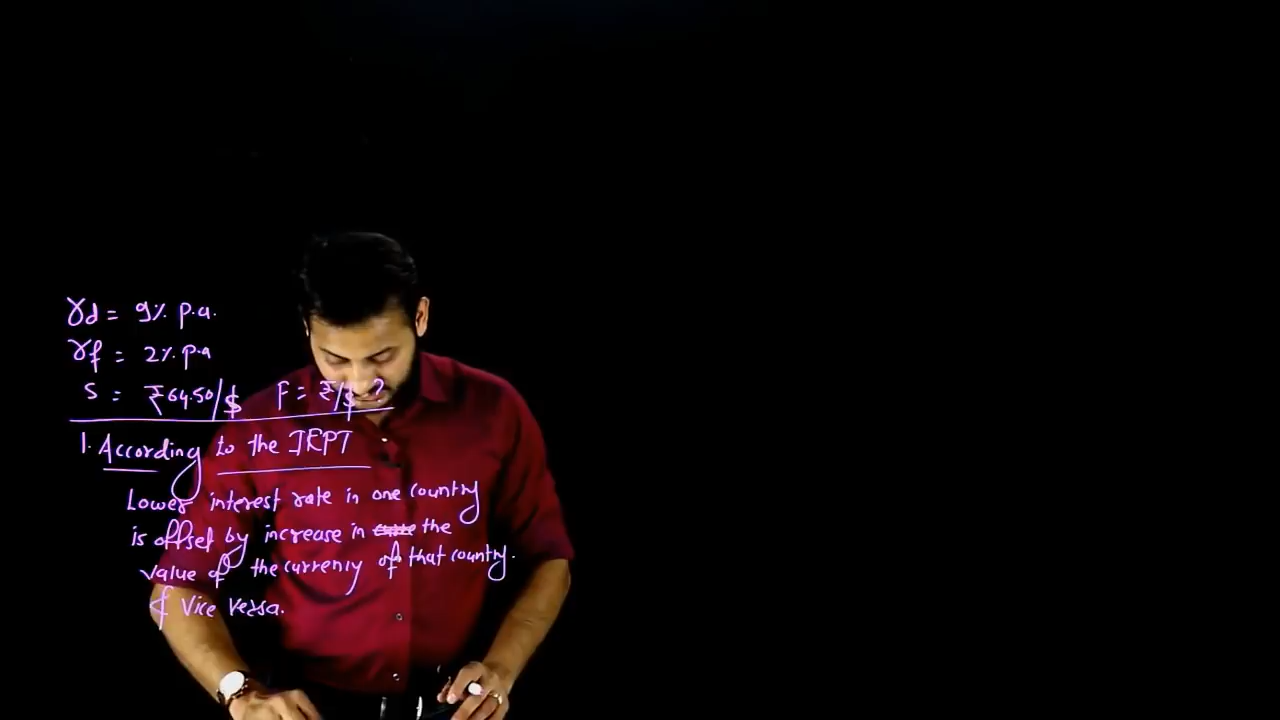 rd = 9% p.a.
rf = 2% p.a
S = ₹64.50/$ F = ₹/$ ?
1. According to the IRPT
Lower interest rate in one country
is offset by increase in the
value of the currency of that country.
& Vice Versa.